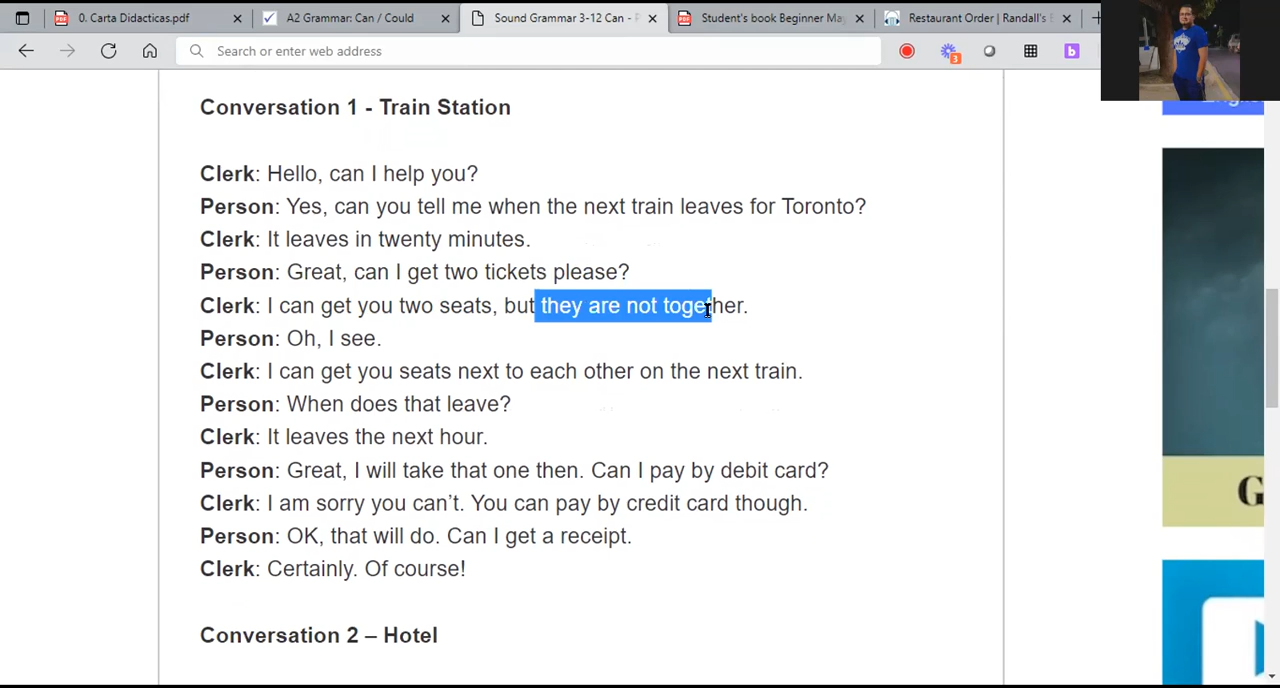 0. Carta Didacticas.pdf
A2 Grammar: Can / Could
Sound Grammar 3-12 Can -
Student's book Beginner
Restaurant Order | Randall's
Search or enter web address
3
b
Conversation 1 - Train Station
Clerk: Hello, can I help you?
Person: Yes, can you tell me when the next train leaves for Toronto?
Clerk: It leaves in twenty minutes.
Person: Great, can I get two tickets please?
Clerk: I can get you two seats, but they are not together.
Person: Oh, I see.
Clerk: I can get you seats next to each other on the next train.
Person: When does that leave?
Clerk: It leaves the next hour.
Person: Great, I will take that one then. Can I pay by debit card?
Clerk: I am sorry you can’t. You can pay by credit card though.
Person: OK, that will do. Can I get a receipt.
Clerk: Certainly. Of course!
Conversation 2 – Hotel
G